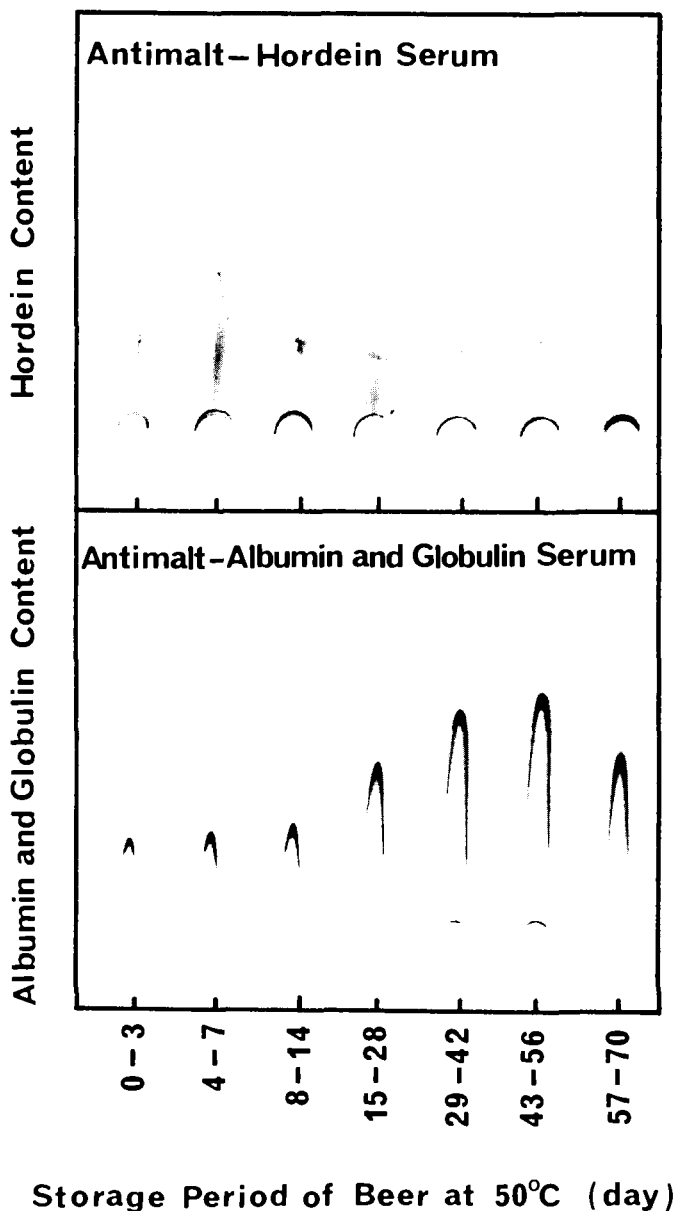 Antimalt-Hordein Serum
Hordein Content
Antimalt-Albumin and Globulin Serum
Albumin and Globulin Content
0-3
4-7
8-14
15-28
29-42
43-56
57-70
Storage Period of Beer at 50°C (day)